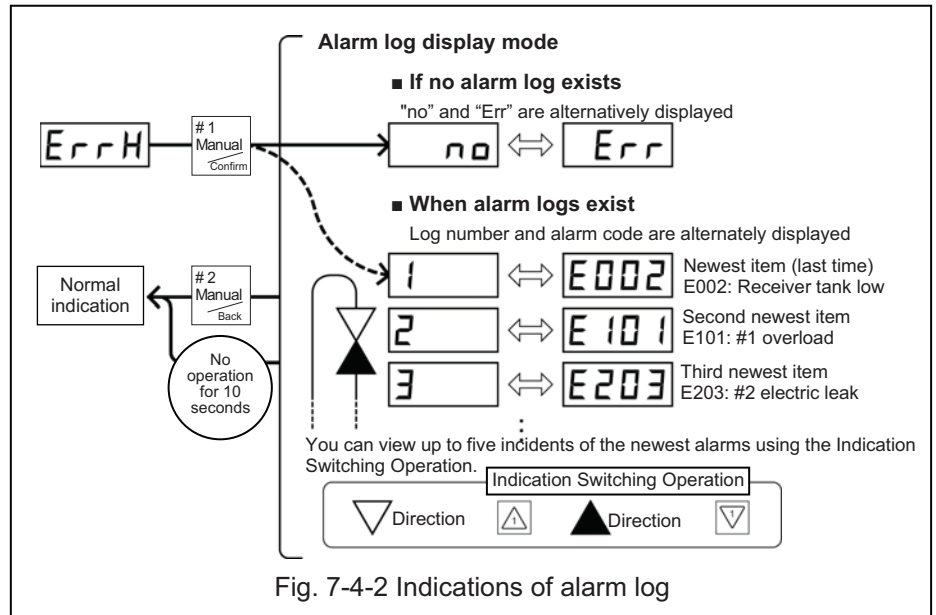 Alarm log display mode
■ If no alarm log exists
"no” and “Err” are alternatively displayed
ErrH
#1
Manual
Confirm
no
Err
■ When alarm logs exist
Log number and alarm code are alternately displayed
1
E002
Newest item (last time)
E002: Receiver tank low
Normal
indication
#2
Manual
Back
2
E101
Second newest item
E101: #1 overload
No
operation
for 10
seconds
3
E203
Third newest item
E203: #2 electric leak
You can view up to five incidents of the newest alarms using the Indication
Switching Operation.
Indication Switching Operation
Direction
1
Direction
1
Fig. 7-4-2 Indications of alarm log